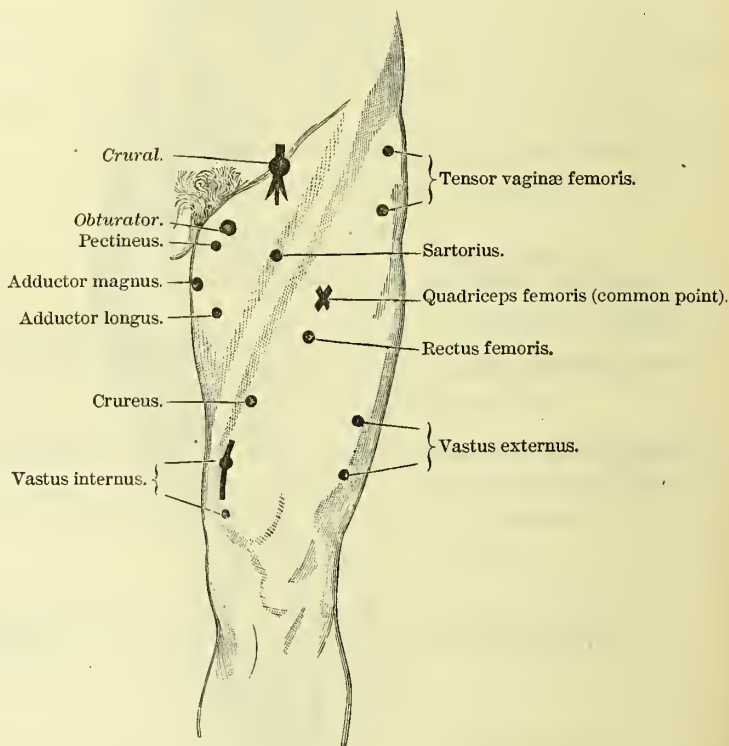 Crural.
Obturator.
Pectineus.
Adductor magnus.
Adductor longus.
Crureus.
Vastus internus.
Tensor vaginæ femoris.
Sartorius.
Quadriceps femoris (common point).
Rectus femoris.
Vastus externus.